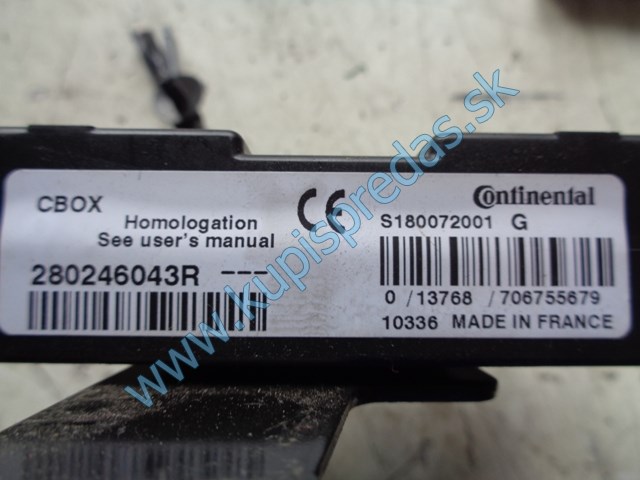 CBOX
Homologation
See user's manual
280246043R ---
CE
Continental
S180072001 G
0 /13768 /706755679
10336 MADE IN FRANCE
www.kupispredas.sk